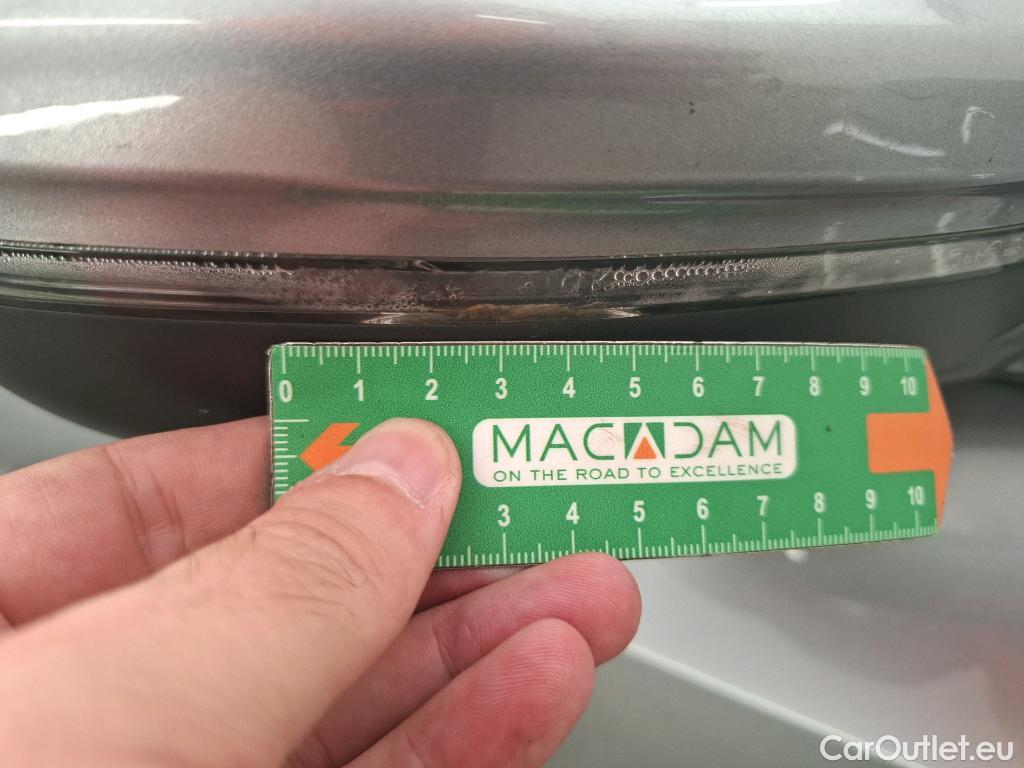 0 1 2 3 4 5 6 7 8 9 10
MACADAM
ON THE ROAD TO EXCELLENCE
3 4 5 6 7 8 9 10
CarOutlet.eu